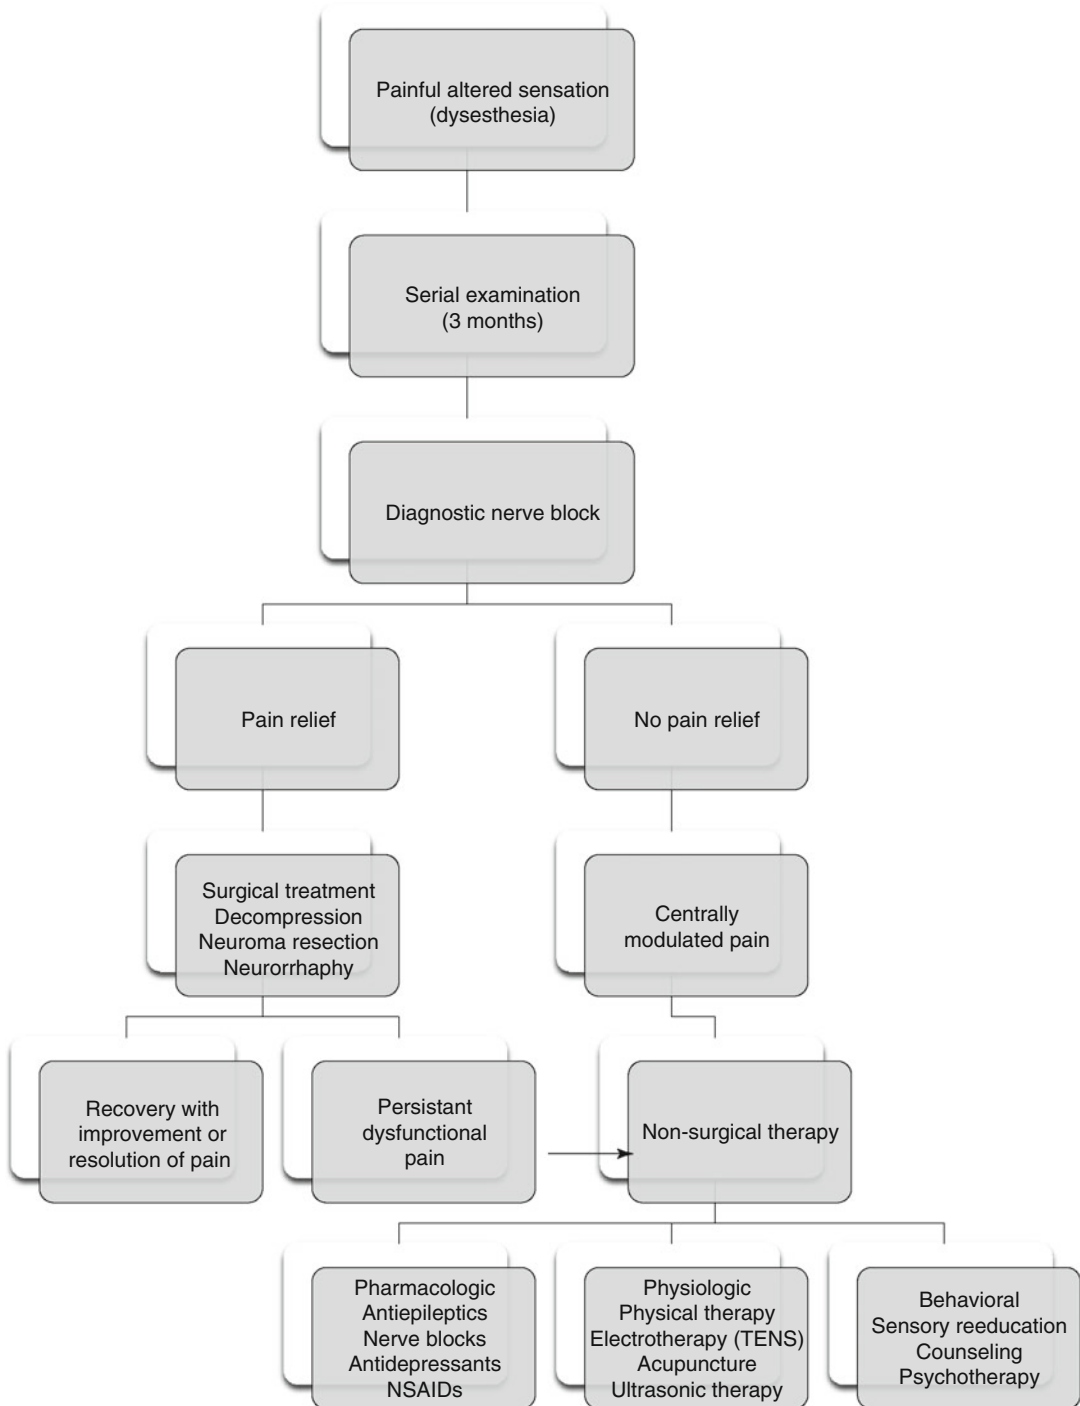 Painful altered sensation
(dysesthesia)
Serial examination
(3 months)
Diagnostic nerve block
Pain relief
No pain relief
Surgical treatment
Decompression
Neuroma resection
Neurorrhaphy
Centrally
modulated pain
Recovery with
improvement or
resolution of pain
Persistant
dysfunctional
pain
Non-surgical therapy
Pharmacologic
Antiepileptics
Nerve blocks
Antidepressants
NSAIDs
Physiologic
Physical therapy
Electrotherapy (TENS)
Acupuncture
Ultrasonic therapy
Behavioral
Sensory reeducation
Counseling
Psychotherapy